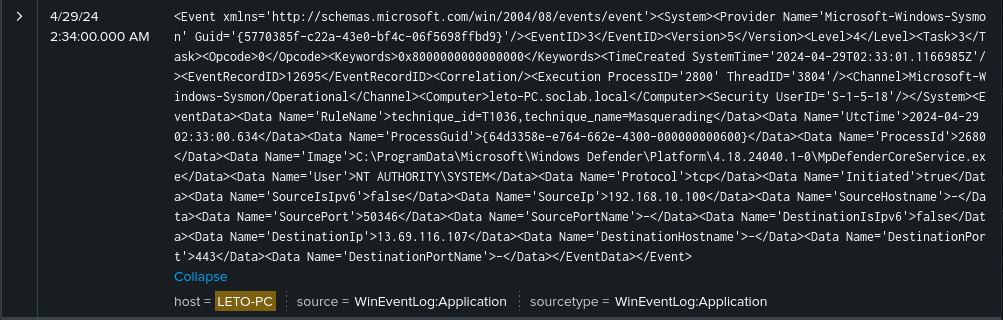 4/29/24
2:34:00.000 AM
<Event xmlns='http://schemas.microsoft.com/win/2004/08/events/event'><System><Provider Name='Microsoft-Windows-Sysmo
n' Guid='{5770385f-c22a-43e0-bf4c-06f5698ffbd9}'/><EventID>3</EventID><Version>5</Version><Level>4</Level><Task>3</T
ask><Opcode>0</Opcode><Keywords>0x8000000000000000</Keywords><TimeCreated SystemTime='2024-04-29T02:33:01.1166985Z'/
><EventRecordID>12695</EventRecordID><Correlation/><Execution ProcessID='2800' ThreadID='3804'/><Channel>Microsoft-W
indows-Sysmon/Operational</Channel><Computer>leto-PC.soclab.local</Computer><Security UserID='S-1-5-18'/></System><E
ventData><Data Name='RuleName'>technique_id=T1036,technique_name=Masquerading</Data><Data Name='UtcTime'>2024-04-29
02:33:00.634</Data><Data Name='ProcessGuid'>{64d3358e-e764-662e-4300-000000000600}</Data><Data Name='ProcessId'>2680
</Data><Data Name='Image'>C:\ProgramData\Microsoft\Windows Defender\Platform\4.18.24040.1-0\MpDefenderCoreService.ex
e</Data><Data Name='User'>NT AUTHORITY\SYSTEM</Data><Data Name='Protocol'>tcp</Data><Data Name='Initiated'>true</Dat
a><Data Name='SourceIsIpv6'>false</Data><Data Name='SourceIp'>192.168.10.100</Data><Data Name='SourceHostname'>-</Da
ta><Data Name='SourcePort'>50346</Data><Data Name='SourcePortName'>-</Data><Data Name='DestinationIsIpv6'>false</Dat
a><Data Name='DestinationIp'>13.69.116.107</Data><Data Name='DestinationHostname'>-</Data><Data Name='DestinationPor
t'>443</Data><Data Name='DestinationPortName'>-</Data></EventData></Event>
Collapse
host = LETO-PC source = WinEventLog:Application sourcetype = WinEventLog:Application